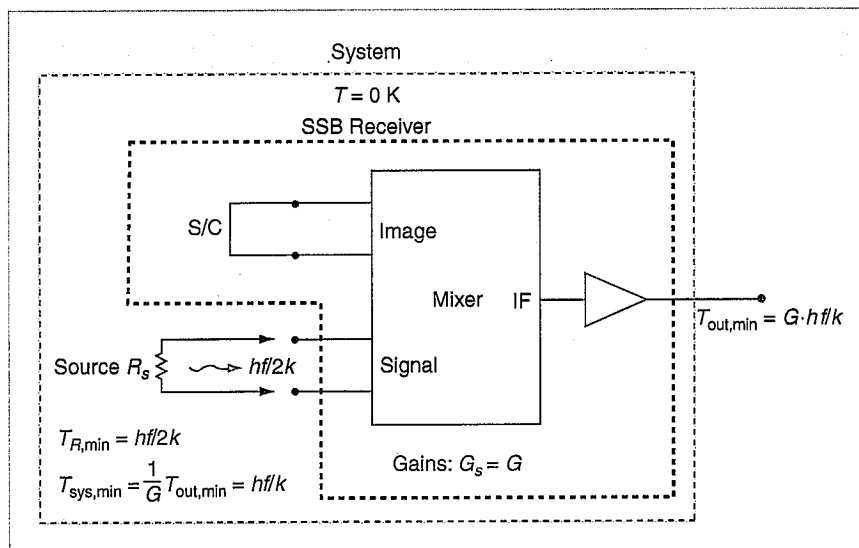 System
T = 0 K
SSB Receiver
S/C
Image
Mixer
IF
T_out,min = G·hf/k
Source R_s
hf/2k
Signal
T_R,min = hf/2k
T_sys,min = 1/G T_out,min = hf/k
Gains: G_s = G